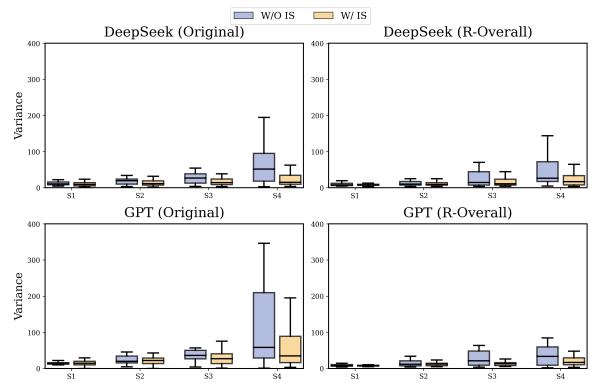 W/O IS W/ IS
DeepSeek (Original)
DeepSeek (R-Overall)
Variance
400
300
200
100
0
S1 S2 S3 S4
400
300
200
100
0
S1 S2 S3 S4
GPT (Original)
GPT (R-Overall)
Variance
400
300
200
100
0
S1 S2 S3 S4
400
300
200
100
0
S1 S2 S3 S4